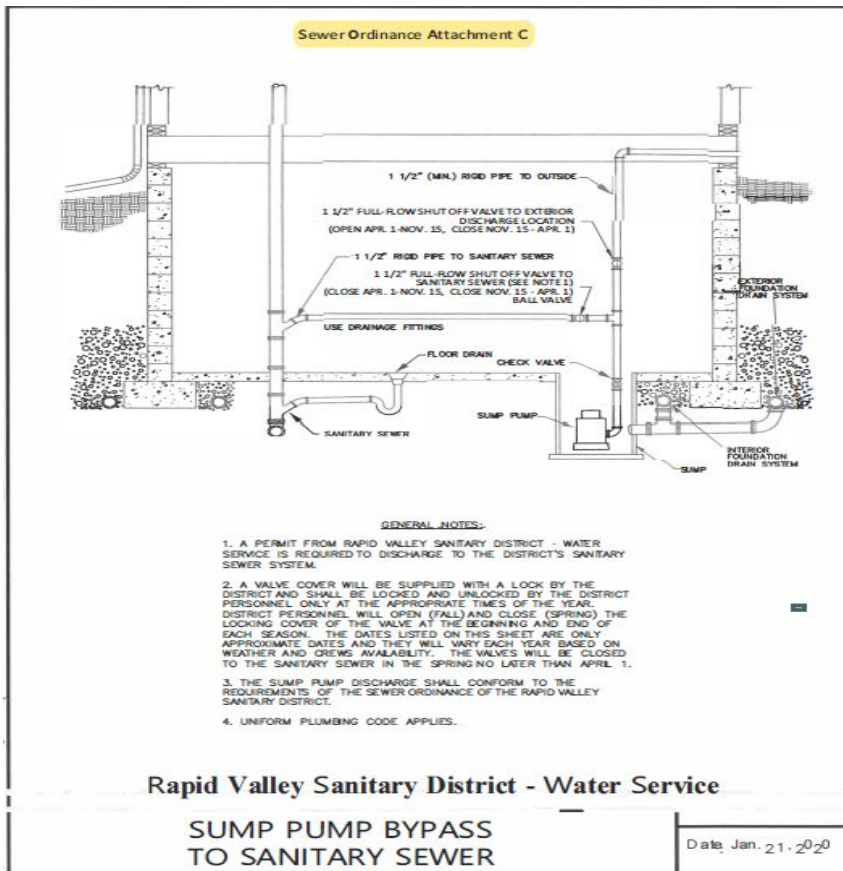 Sewer Ordinance Attachment C
1 1/2" (MIN.) RIGID PIPE TO OUTSIDE
1 1/2" FULL-FLOW SHUT OFF VALVE TO EXTERIOR
DISCHARGE LOCATION
(OPEN APR. 1-NOV. 15, CLOSE NOV. 15 - APR. 1)
1 1/2" RIGID PIPE TO SANITARY SEWER
1 1/2" FULL-FLOW SHUT OFF VALVE TO
SANITARY SEWER (SEE NOTE 1)
(CLOSE APR. 1-NOV. 15, CLOSE NOV. 15 - APR. 1)
BALL VALVE
EXTERIOR
FOUNDATION
DRAIN SYSTEM
USE DRAINAGE FITTINGS
FLOOR DRAIN
CHECK VALVE
SUMP PUMP
SANITARY SEWER
SUMP
INTERIOR
FOUNDATION
DRAIN SYSTEM
GENERAL NOTES:
1. A PERMIT FROM RAPID VALLEY SANITARY DISTRICT - WATER
SERVICE IS REQUIRED TO DISCHARGE TO THE DISTRICT'S SANITARY
SEWER SYSTEM.
2. A VALVE COVER WILL BE SUPPLIED WITH A LOCK BY THE
DISTRICT AND SHALL BE LOCKED AND UNLOCKED BY THE DISTRICT
PERSONNEL ONLY AT THE APPROPRIATE TIMES OF THE YEAR.
DISTRICT PERSONNEL WILL OPEN (FALL) AND CLOSE (SPRING) THE
LOCKING COVER OF THE VALVE AT THE BEGINNING AND END OF
EACH SEASON. THE DATES LISTED ON THIS SHEET ARE ONLY
APPROXIMATE DATES AND THEY WILL VARY EACH YEAR BASED ON
WEATHER AND CREWS AVAILABILITY. THE VALVES WILL BE CLOSED
TO THE SANITARY SEWER IN THE SPRING NO LATER THAN APRIL 1.
3. THE SUMP PUMP DISCHARGE SHALL CONFORM TO THE
REQUIREMENTS OF THE SEWER ORDINANCE OF THE RAPID VALLEY
SANITARY DISTRICT.
4. UNIFORM PLUMBING CODE APPLIES.
Rapid Valley Sanitary District - Water Service
SUMP PUMP BYPASS
TO SANITARY SEWER
Date. Jan. 21, 2020